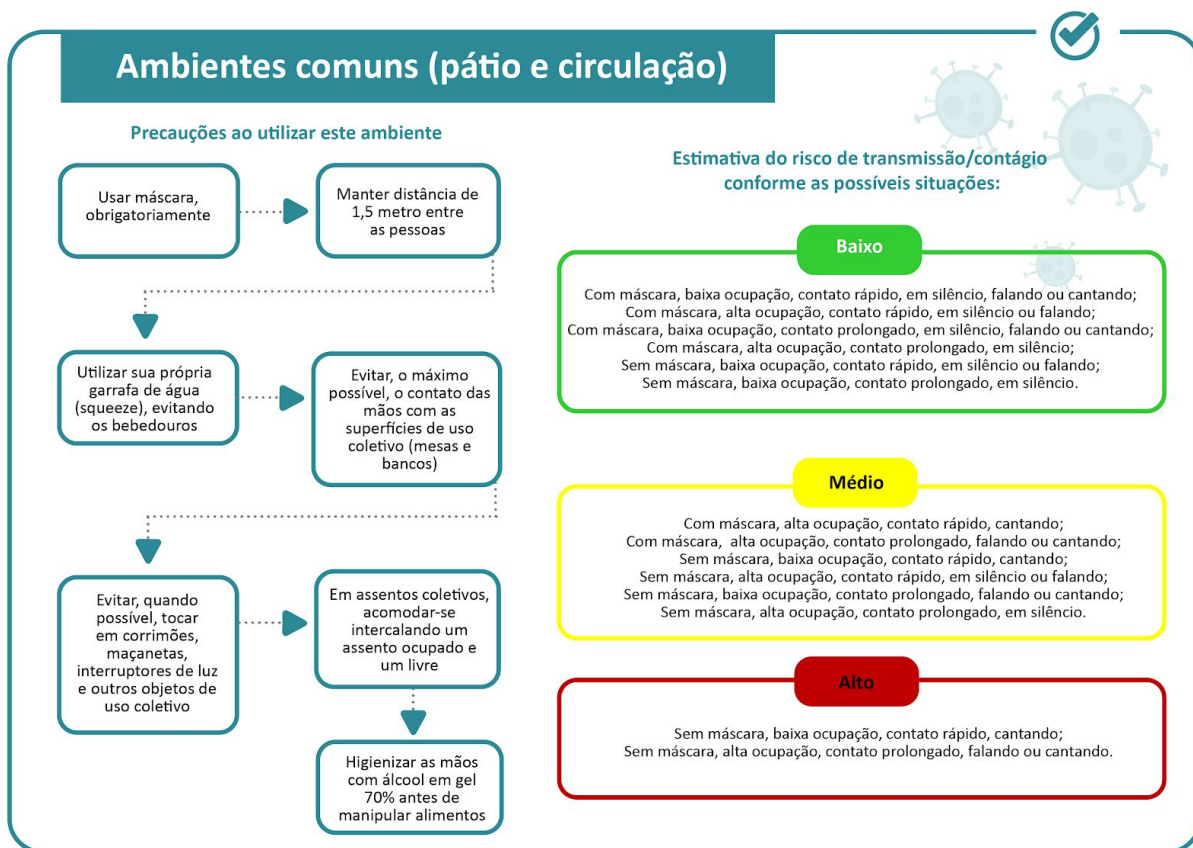 Ambientes comuns (pátio e circulação)
Precauções ao utilizar este ambiente
Usar máscara,
obrigatoriamente
Manter distância de
1,5 metro entre
as pessoas
Utilizar sua própria
garrafa de água
(squeeze), evitando
os bebedouros
Evitar, o máximo
possível, o contato das
mãos com as
superfícies de uso
coletivo (mesas e
bancos)
Evitar, quando
possível, tocar
em corrimões,
maçanetas,
interruptores de luz
e outros objetos de
uso coletivo
Em assentos coletivos,
acomodar-se
intercalando um
assento ocupado e
um livre
Higienizar as mãos
com álcool em gel
70% antes de
manipular alimentos
Estimativa do risco de transmissão/contágio
conforme as possíveis situações:
Baixo
Com máscara, baixa ocupação, contato rápido, em silêncio, falando ou cantando;
Com máscara, alta ocupação, contato rápido, em silêncio ou falando;
Com máscara, baixa ocupação, contato prolongado, em silêncio, falando ou cantando;
Com máscara, alta ocupação, contato prolongado, em silêncio;
Sem máscara, baixa ocupação, contato rápido, em silêncio ou falando;
Sem máscara, baixa ocupação, contato prolongado, em silêncio.
Médio
Com máscara, alta ocupação, contato rápido, cantando;
Com máscara, alta ocupação, contato prolongado, falando ou cantando;
Sem máscara, baixa ocupação, contato rápido, cantando;
Sem máscara, alta ocupação, contato rápido, em silêncio ou falando;
Sem máscara, baixa ocupação, contato prolongado, falando ou cantando;
Sem máscara, alta ocupação, contato prolongado, em silêncio.
Alto
Sem máscara, baixa ocupação, contato rápido, cantando;
Sem máscara, alta ocupação, contato prolongado, falando ou cantando.